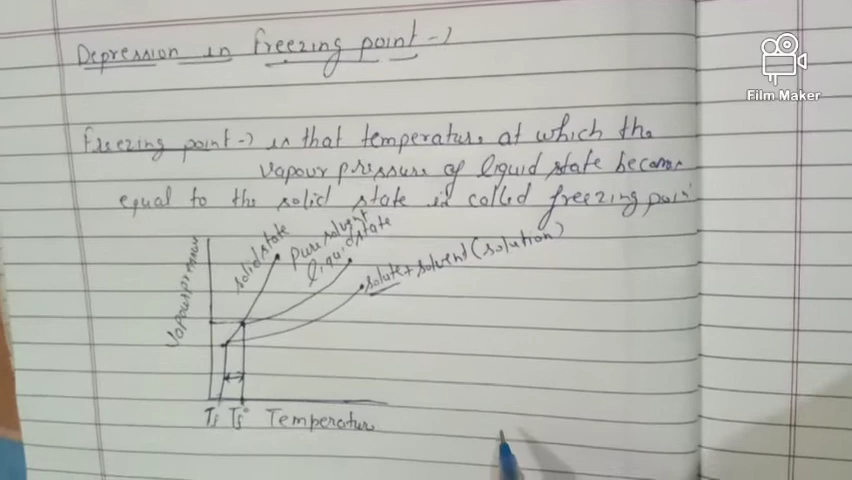 Depression in freezing point →
Film Maker
freezing point → is that temperature at which the
vapour pressure of liquid state become
equal to the solid state is called freezing point
solid state
pure solvent
liquid state
solute + solvent (solution)
Vapour pressure
Tf Tf° Temperature